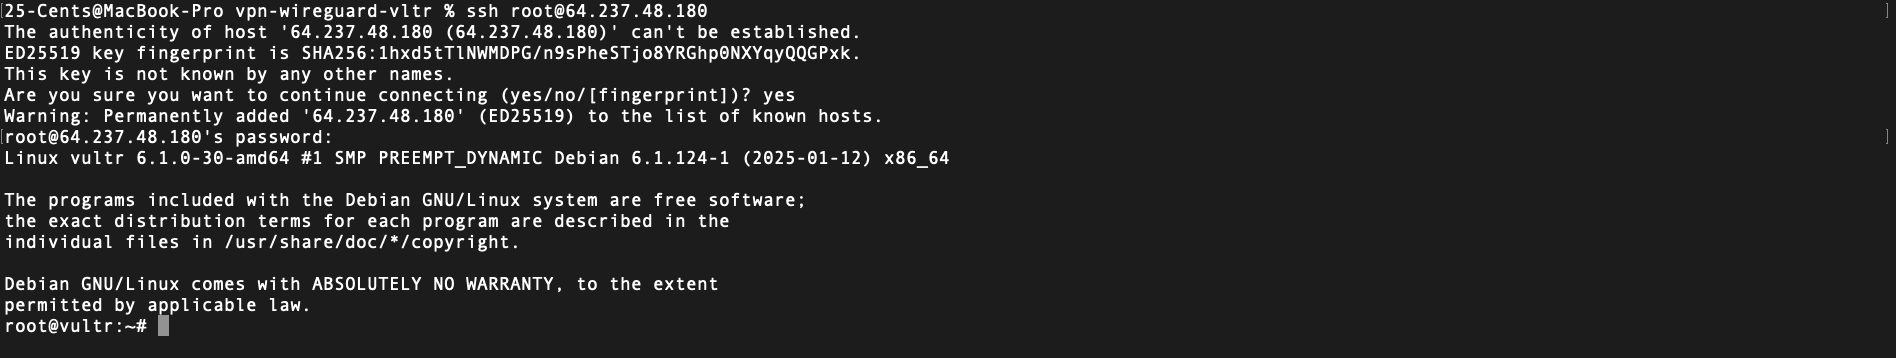 [25-Cents@MacBook-Pro vpn-wireguard-vltr % ssh root@64.237.48.180 ]
The authenticity of host '64.237.48.180 (64.237.48.180)' can't be established.
ED25519 key fingerprint is SHA256:1hxd5tTlNWMDPG/n9sPheSTjo8YRGhp0NXYqyQQGPxk.
This key is not known by any other names.
Are you sure you want to continue connecting (yes/no/[fingerprint])? yes
Warning: Permanently added '64.237.48.180' (ED25519) to the list of known hosts.
[root@64.237.48.180's password: ]
Linux vultr 6.1.0-30-amd64 #1 SMP PREEMPT_DYNAMIC Debian 6.1.124-1 (2025-01-12) x86_64

The programs included with the Debian GNU/Linux system are free software;
the exact distribution terms for each program are described in the
individual files in /usr/share/doc/*/copyright.

Debian GNU/Linux comes with ABSOLUTELY NO WARRANTY, to the extent
permitted by applicable law.
root@vultr:~#